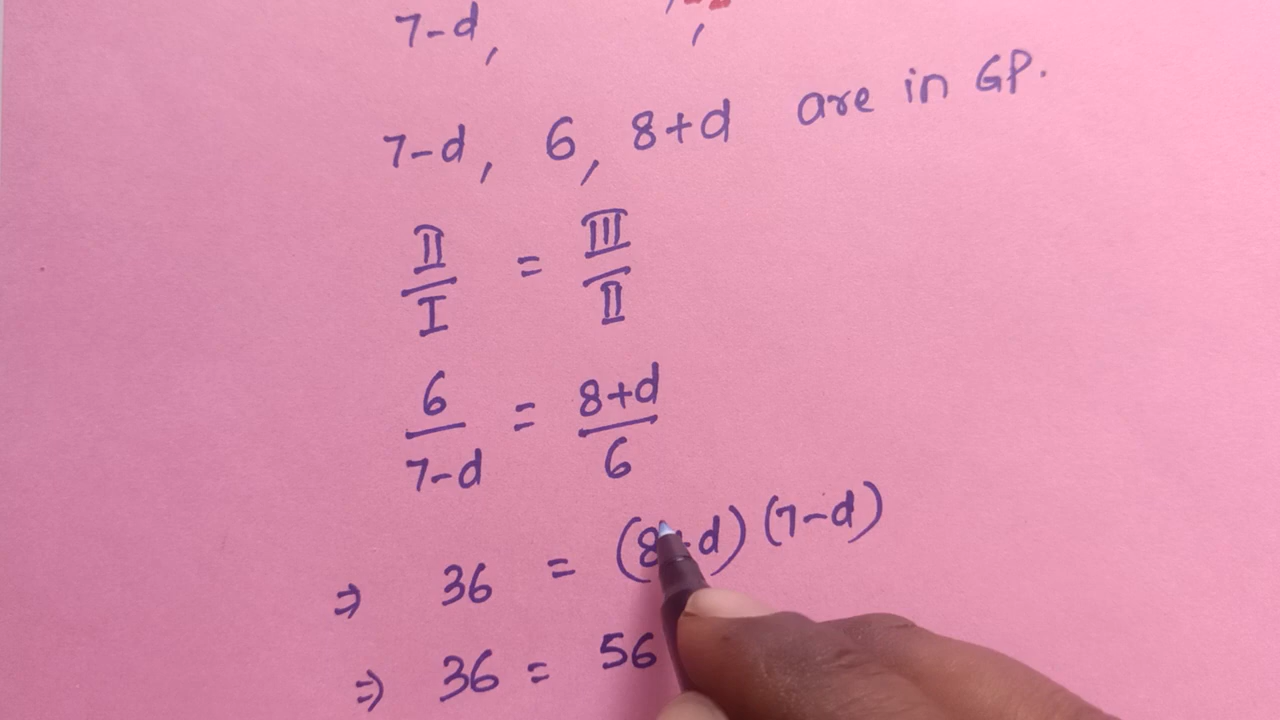 7-d, ,
7-d, 6, 8+d are in GP.
II/I = III/II
6/7-d = 8+d/6
⇒ 36 = (8+d)(7-d)
⇒ 36 = 56